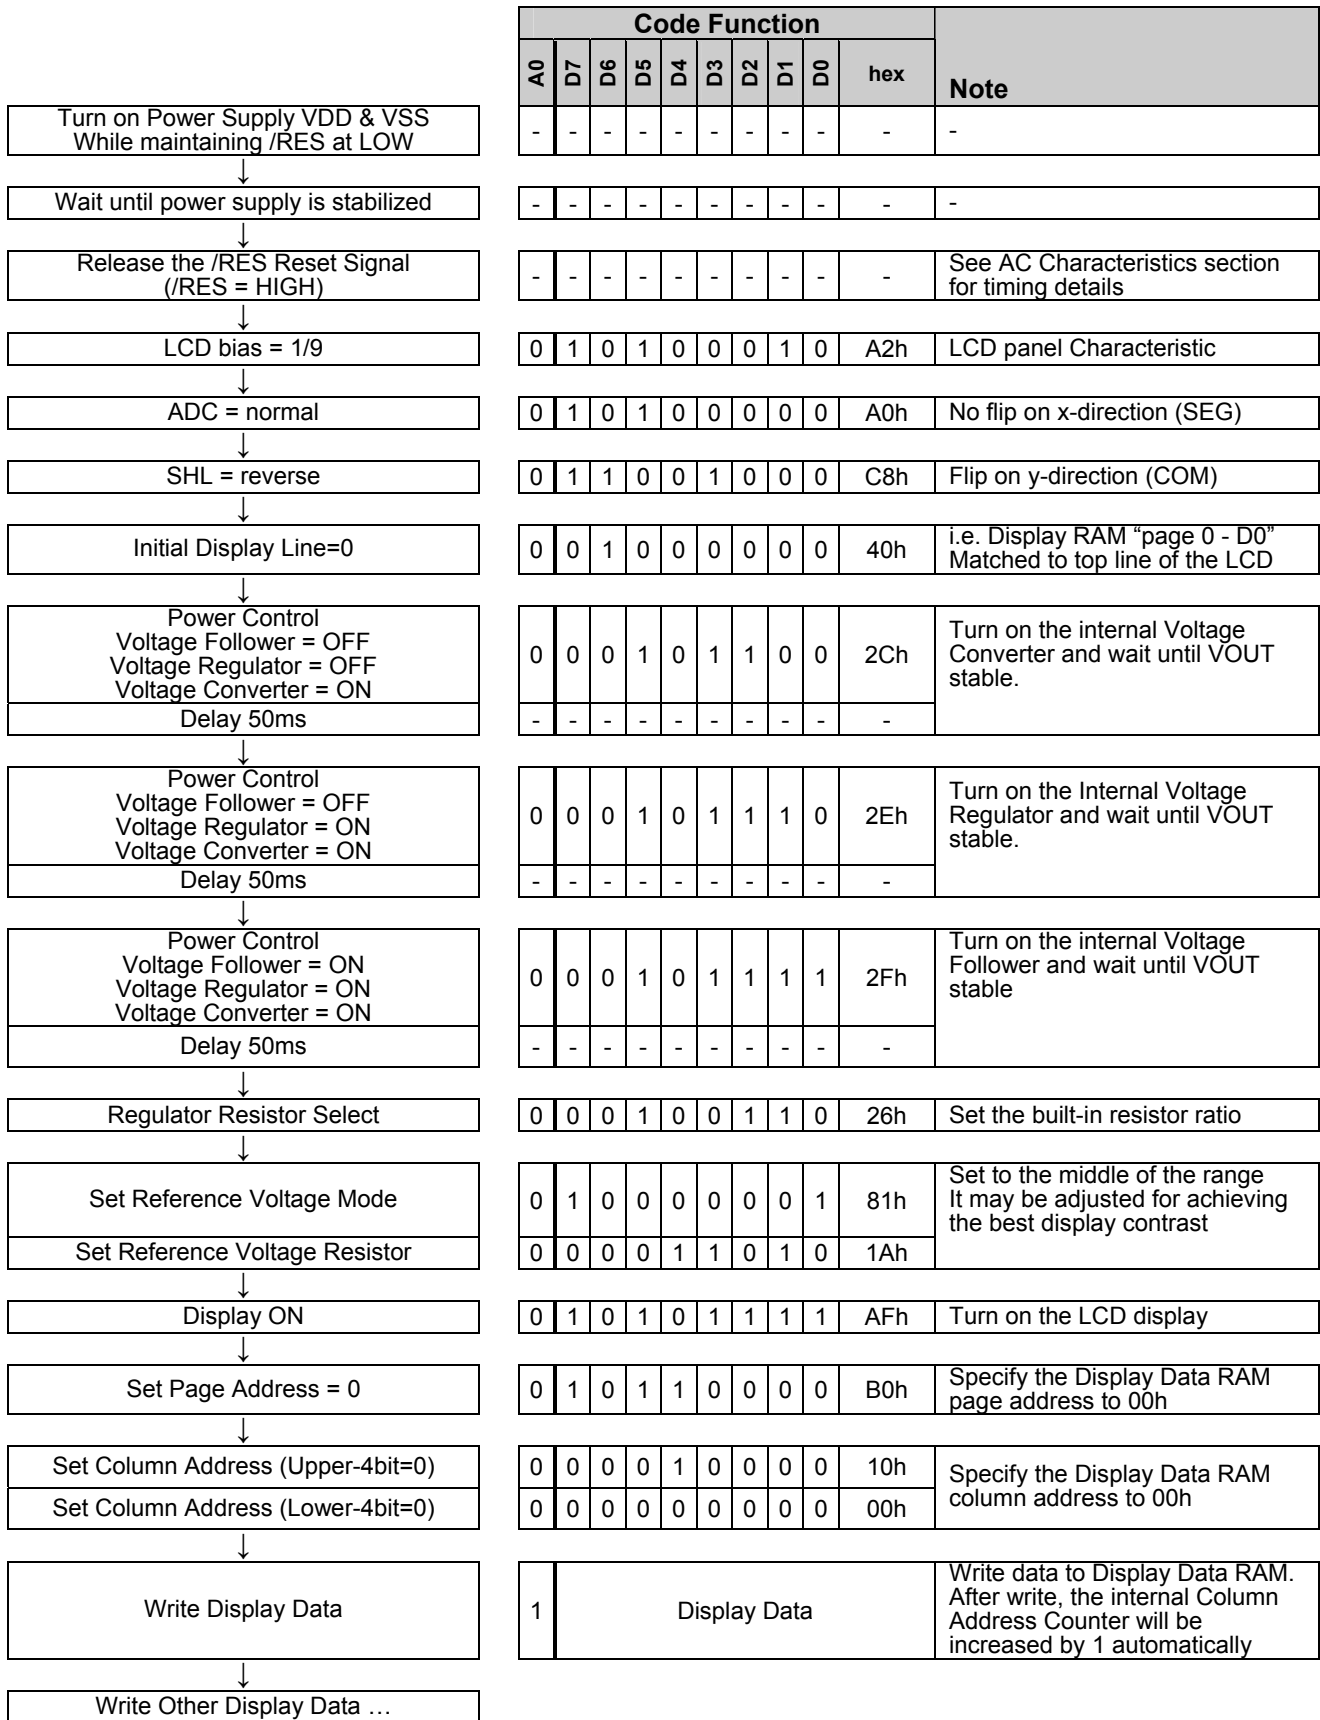 Code Function
A0 D7 D6 D5 D4 D3 D2 D1 D0 hex Note
Turn on Power Supply VDD & VSS
While maintaining /RES at LOW
- - - - - - - - - - -
↓
Wait until power supply is stabilized
- - - - - - - - - - -
↓
Release the /RES Reset Signal
(/RES = HIGH)
- - - - - - - - - -
See AC Characteristics section
for timing details
↓
LCD bias = 1/9 0 1 0 1 0 0 0 1 0 A2h LCD panel Characteristic
↓
ADC = normal 0 1 0 1 0 0 0 0 0 A0h No flip on x-direction (SEG)
↓
SHL = reverse 0 1 1 0 0 1 0 0 0 C8h Flip on y-direction (COM)
↓
Initial Display Line=0 0 0 1 0 0 0 0 0 0 40h
i.e. Display RAM “page 0 - D0”
Matched to top line of the LCD
↓
Power Control
Voltage Follower = OFF
Voltage Regulator = OFF
Voltage Converter = ON
0 0 0 1 0 1 1 0 0 2Ch
Turn on the internal Voltage
Converter and wait until VOUT
stable.
Delay 50ms - - - - - - - - - -
↓
Power Control
Voltage Follower = OFF
Voltage Regulator = ON
Voltage Converter = ON
0 0 0 1 0 1 1 1 0 2Eh
Turn on the Internal Voltage
Regulator and wait until VOUT
stable.
Delay 50ms - - - - - - - - - -
↓
Power Control
Voltage Follower = ON
Voltage Regulator = ON
Voltage Converter = ON
0 0 0 1 0 1 1 1 1 2Fh
Turn on the internal Voltage
Follower and wait until VOUT
stable
Delay 50ms - - - - - - - - - -
↓
Regulator Resistor Select 0 0 0 1 0 0 1 1 0 26h Set the built-in resistor ratio
↓
Set Reference Voltage Mode 0 1 0 0 0 0 0 0 1 81h
Set to the middle of the range
It may be adjusted for achieving
the best display contrast
Set Reference Voltage Resistor 0 0 0 0 1 1 0 1 0 1Ah
↓
Display ON 0 1 0 1 0 1 1 1 1 AFh Turn on the LCD display
↓
Set Page Address = 0 0 1 0 1 1 0 0 0 0 B0h
Specify the Display Data RAM
page address to 00h
↓
Set Column Address (Upper-4bit=0) 0 0 0 0 1 0 0 0 0 10h
Set Column Address (Lower-4bit=0) 0 0 0 0 0 0 0 0 0 00h
Specify the Display Data RAM
column address to 00h
↓
Write Display Data 1 Display Data
Write data to Display Data RAM.
After write, the internal Column
Address Counter will be
increased by 1 automatically
↓
Write Other Display Data …